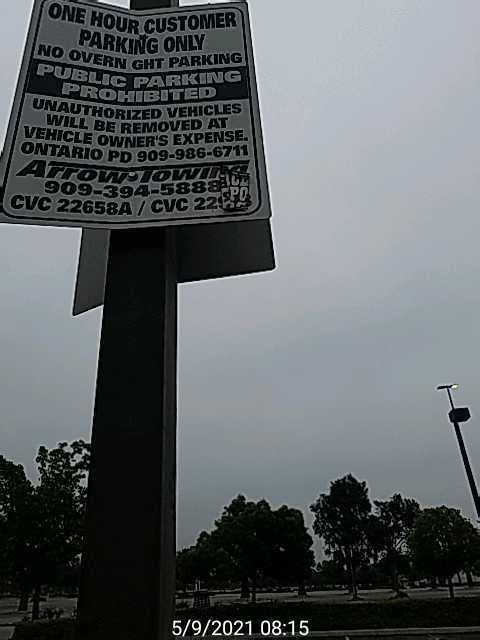 ONE HOUR CUSTOMER
PARKING ONLY
NO OVERN GHT PARKING
PUBLIC PARKING
PROHIBITED
UNAUTHORIZED VEHICLES
WILL BE REMOVED AT
VEHICLE OWNER'S EXPENSE.
ONTARIO PD 909-986-6711
Arrow Towing
909-394-5888
CVC 22658A / CVC
5/9/2021 08:15